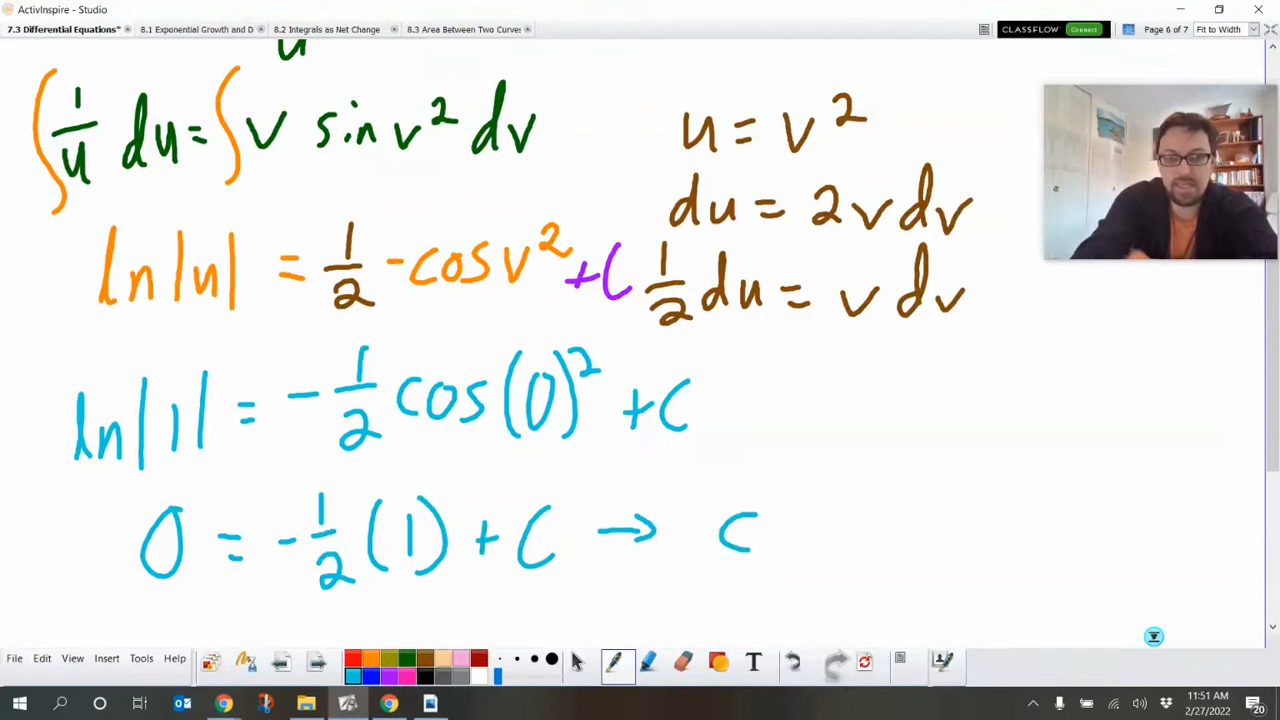 ActivInspire - Studio
7.3 Differential Equations* 8.1 Exponential Growth and D 8.2 Integrals as Net Change 8.3 Area Between Two Curves
CLASSFLOW Connect Page 6 of 7 Fit to Width
u
∫ 1/u du = ∫ v sin v² dv
u = v²
du = 2v dv
ln|u| = 1/2 -cos v² + C
1/2 du = v dv
ln|1| = -1/2 cos(0)² + C
0 = -1/2 (1) + C → C
File Edit View Insert Tools Help
T
11:51 AM
2/27/2022
20